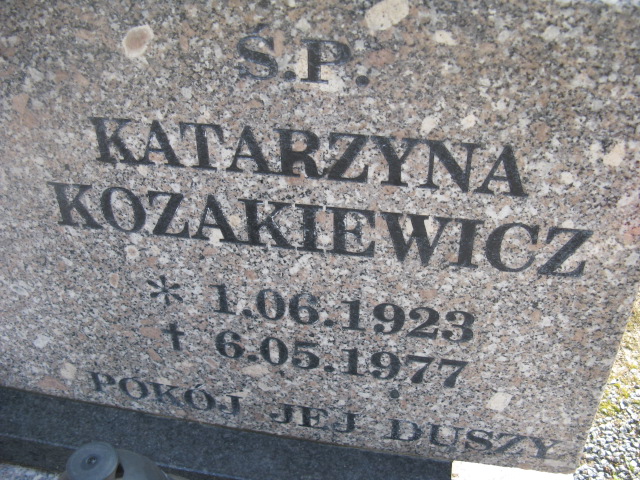 Ś.P.
KATARZYNA
KOZAKIEWICZ
* 1.06.1923
† 6.05.1977
POKÓJ JEJ DUSZY